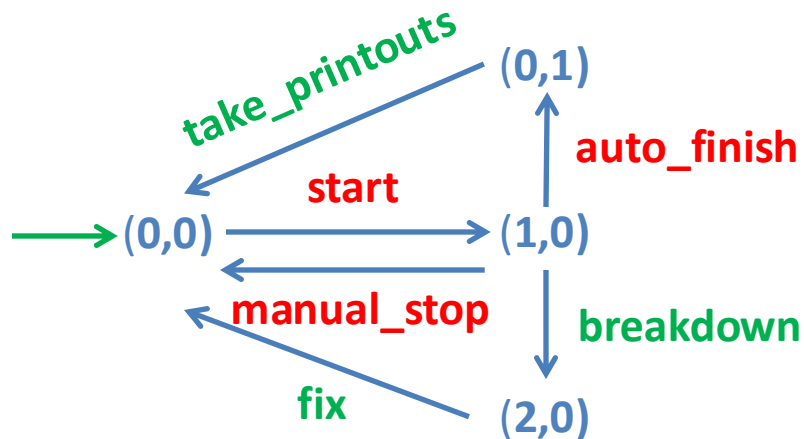 take_printouts
(0,1)
auto_finish
start
(0,0)
(1,0)
manual_stop
breakdown
fix
(2,0)